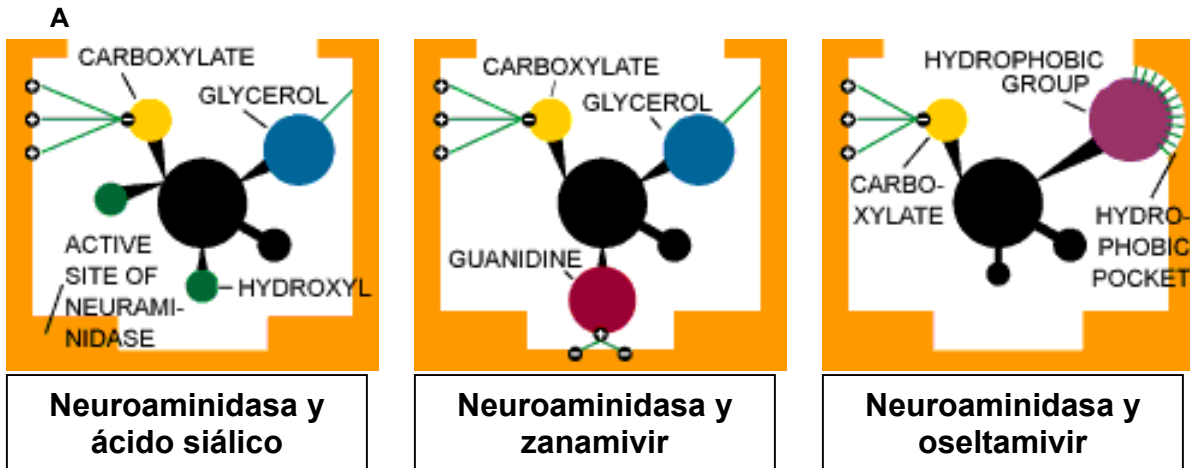 A
CARBOXYLATE
GLYCEROL
ACTIVE
SITE OF
NEURAMI-
NIDASE
HYDROXYL
Neuroaminidasa y
ácido siálico
CARBOXYLATE
GLYCEROL
GUANIDINE
Neuroaminidasa y
zanamivir
HYDROPHOBIC
GROUP
CARBO-
XYLATE
HYDRO-
PHOBIC
POCKET
Neuroaminidasa y
oseltamivir